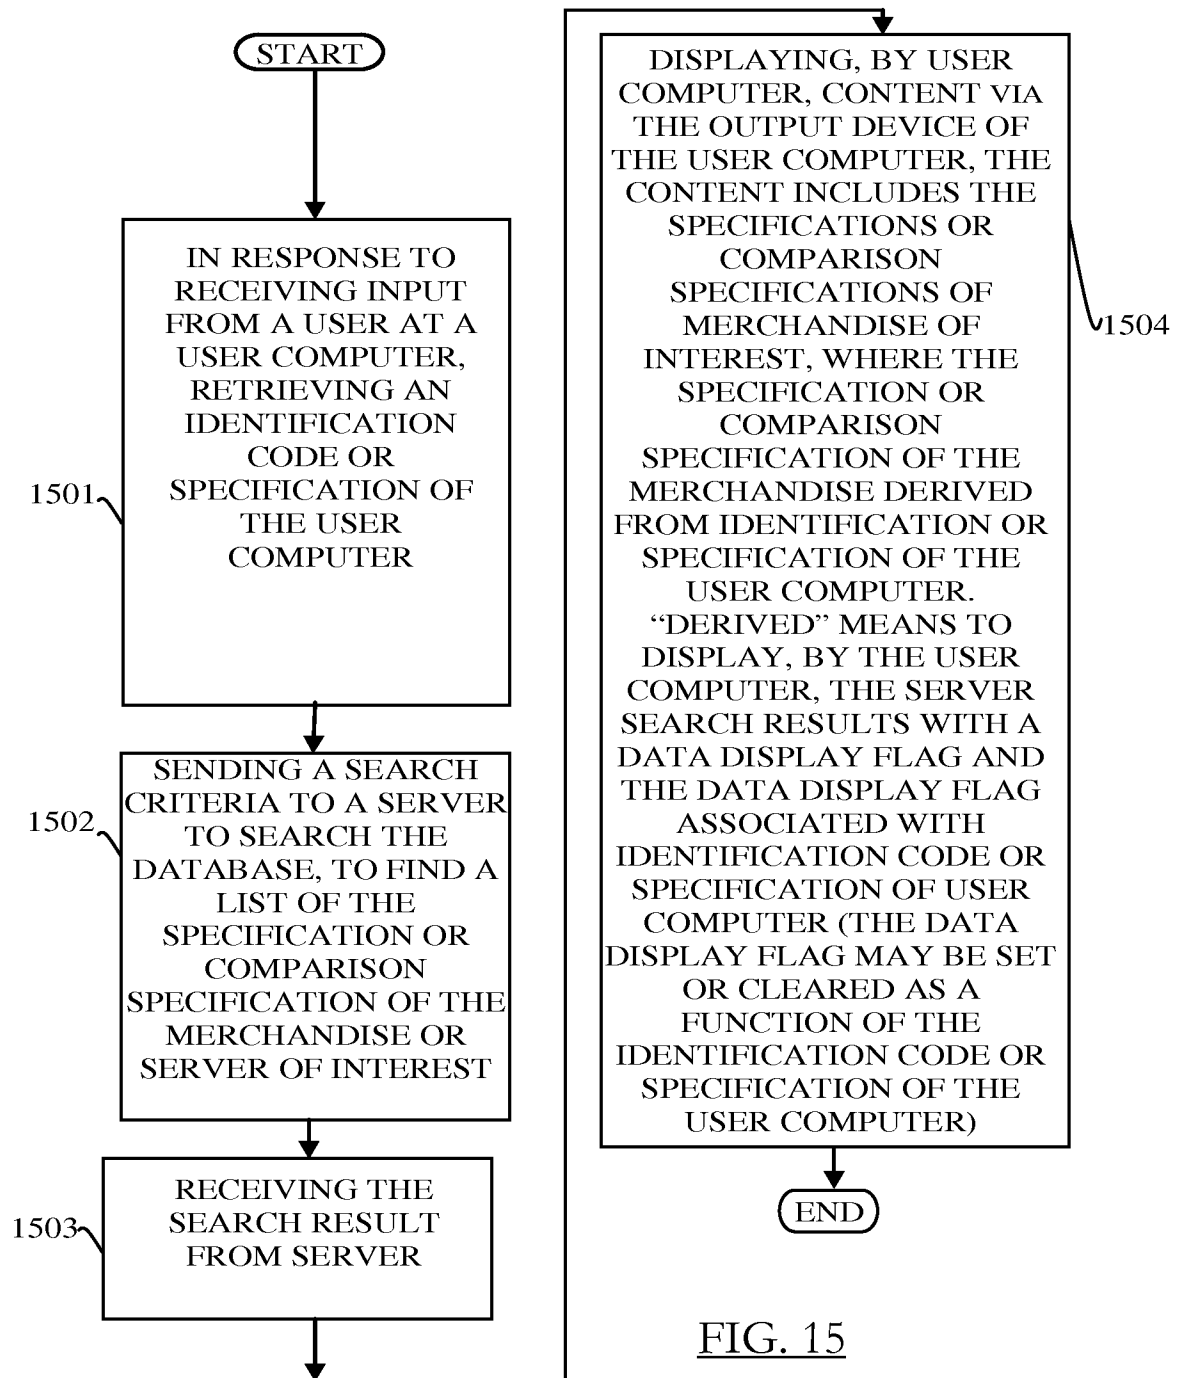 START
IN RESPONSE TO
RECEIVING INPUT
FROM A USER AT A
USER COMPUTER,
RETRIEVING AN
IDENTIFICATION
CODE OR
SPECIFICATION OF
THE USER
COMPUTER
1501
SENDING A SEARCH
CRITERIA TO A SERVER
TO SEARCH THE
DATABASE, TO FIND A
LIST OF THE
SPECIFICATION OR
COMPARISON
SPECIFICATION OF THE
MERCHANDISE OR
SERVER OF INTEREST
1502
RECEIVING THE
SEARCH RESULT
FROM SERVER
1503
DISPLAYING, BY USER
COMPUTER, CONTENT VIA
THE OUTPUT DEVICE OF
THE USER COMPUTER, THE
CONTENT INCLUDES THE
SPECIFICATIONS OR
COMPARISON
SPECIFICATIONS OF
MERCHANDISE OF
INTEREST, WHERE THE
SPECIFICATION OR
COMPARISON
SPECIFICATION OF THE
MERCHANDISE DERIVED
FROM IDENTIFICATION OR
SPECIFICATION OF THE
USER COMPUTER.
“DERIVED” MEANS TO
DISPLAY, BY THE USER
COMPUTER, THE SERVER
SEARCH RESULTS WITH A
DATA DISPLAY FLAG AND
THE DATA DISPLAY FLAG
ASSOCIATED WITH
IDENTIFICATION CODE OR
SPECIFICATION OF USER
COMPUTER (THE DATA
DISPLAY FLAG MAY BE SET
OR CLEARED AS A
FUNCTION OF THE
IDENTIFICATION CODE OR
SPECIFICATION OF THE
USER COMPUTER)
1504
END
FIG. 15